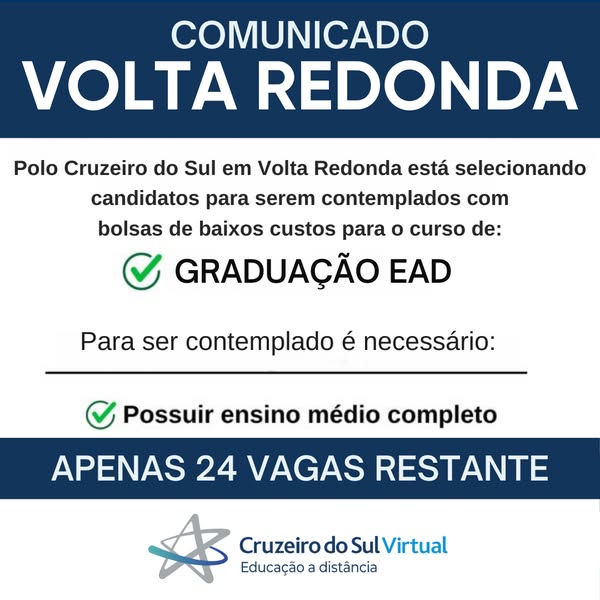 COMUNICADO
VOLTA REDONDA
Polo Cruzeiro do Sul em Volta Redonda está selecionando
candidatos para serem contemplados com
bolsas de baixos custos para o curso de:
GRADUAÇÃO EAD
Para ser contemplado é necessário:
Possuir ensino médio completo
APENAS 24 VAGAS RESTANTE
Cruzeiro do Sul Virtual
Educação a distância